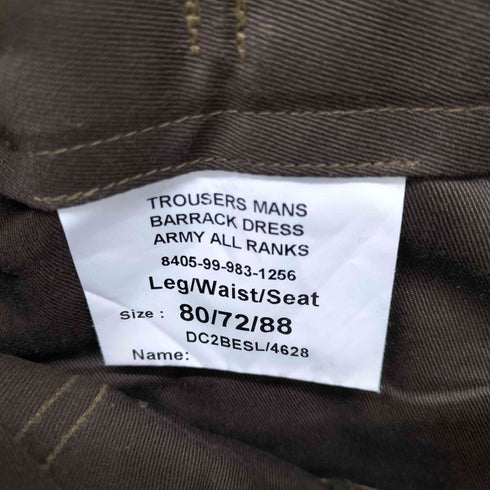 TROUSERS MANS
BARRACK DRESS
ARMY ALL RANKS
8405-99-983-1256
Leg/Waist/Seat
Size : 80/72/88
DC2BESL/4628
Name: